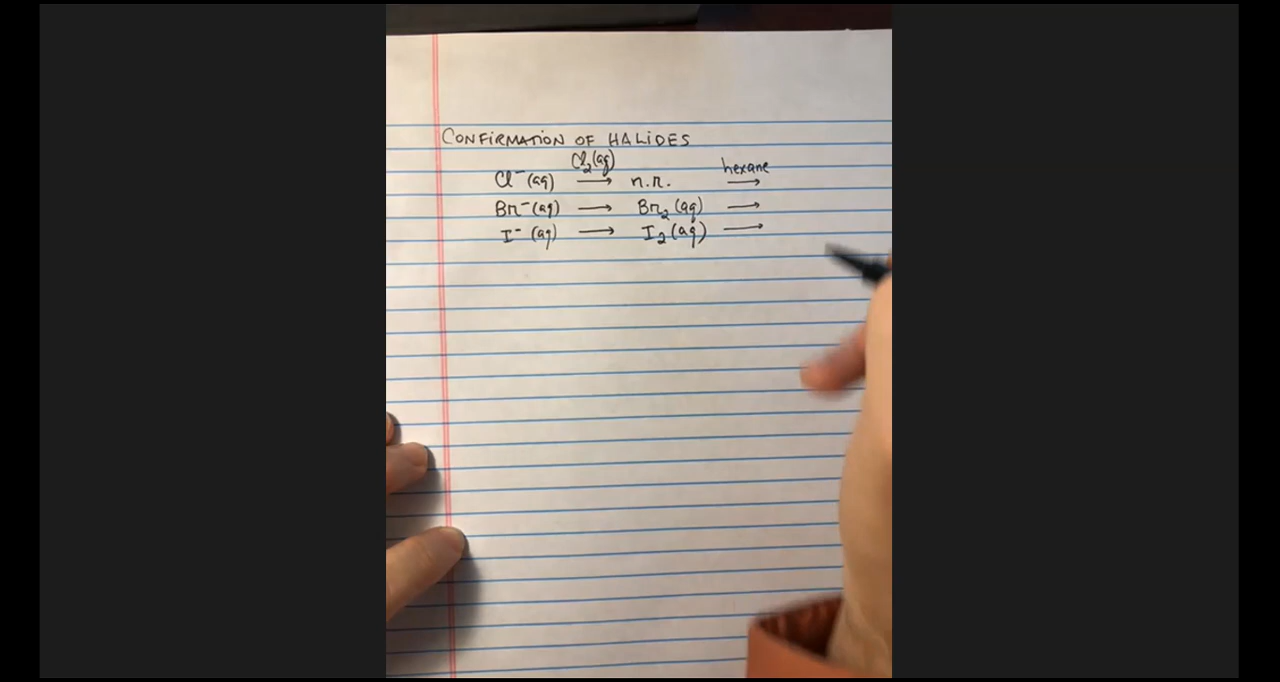 CONFIRMATION OF HALIDES
Cl₂(aq) hexane
Cl⁻(aq) → n.r. →
Br⁻(aq) → Br₂(aq) →
I⁻(aq) → I₂(aq) →